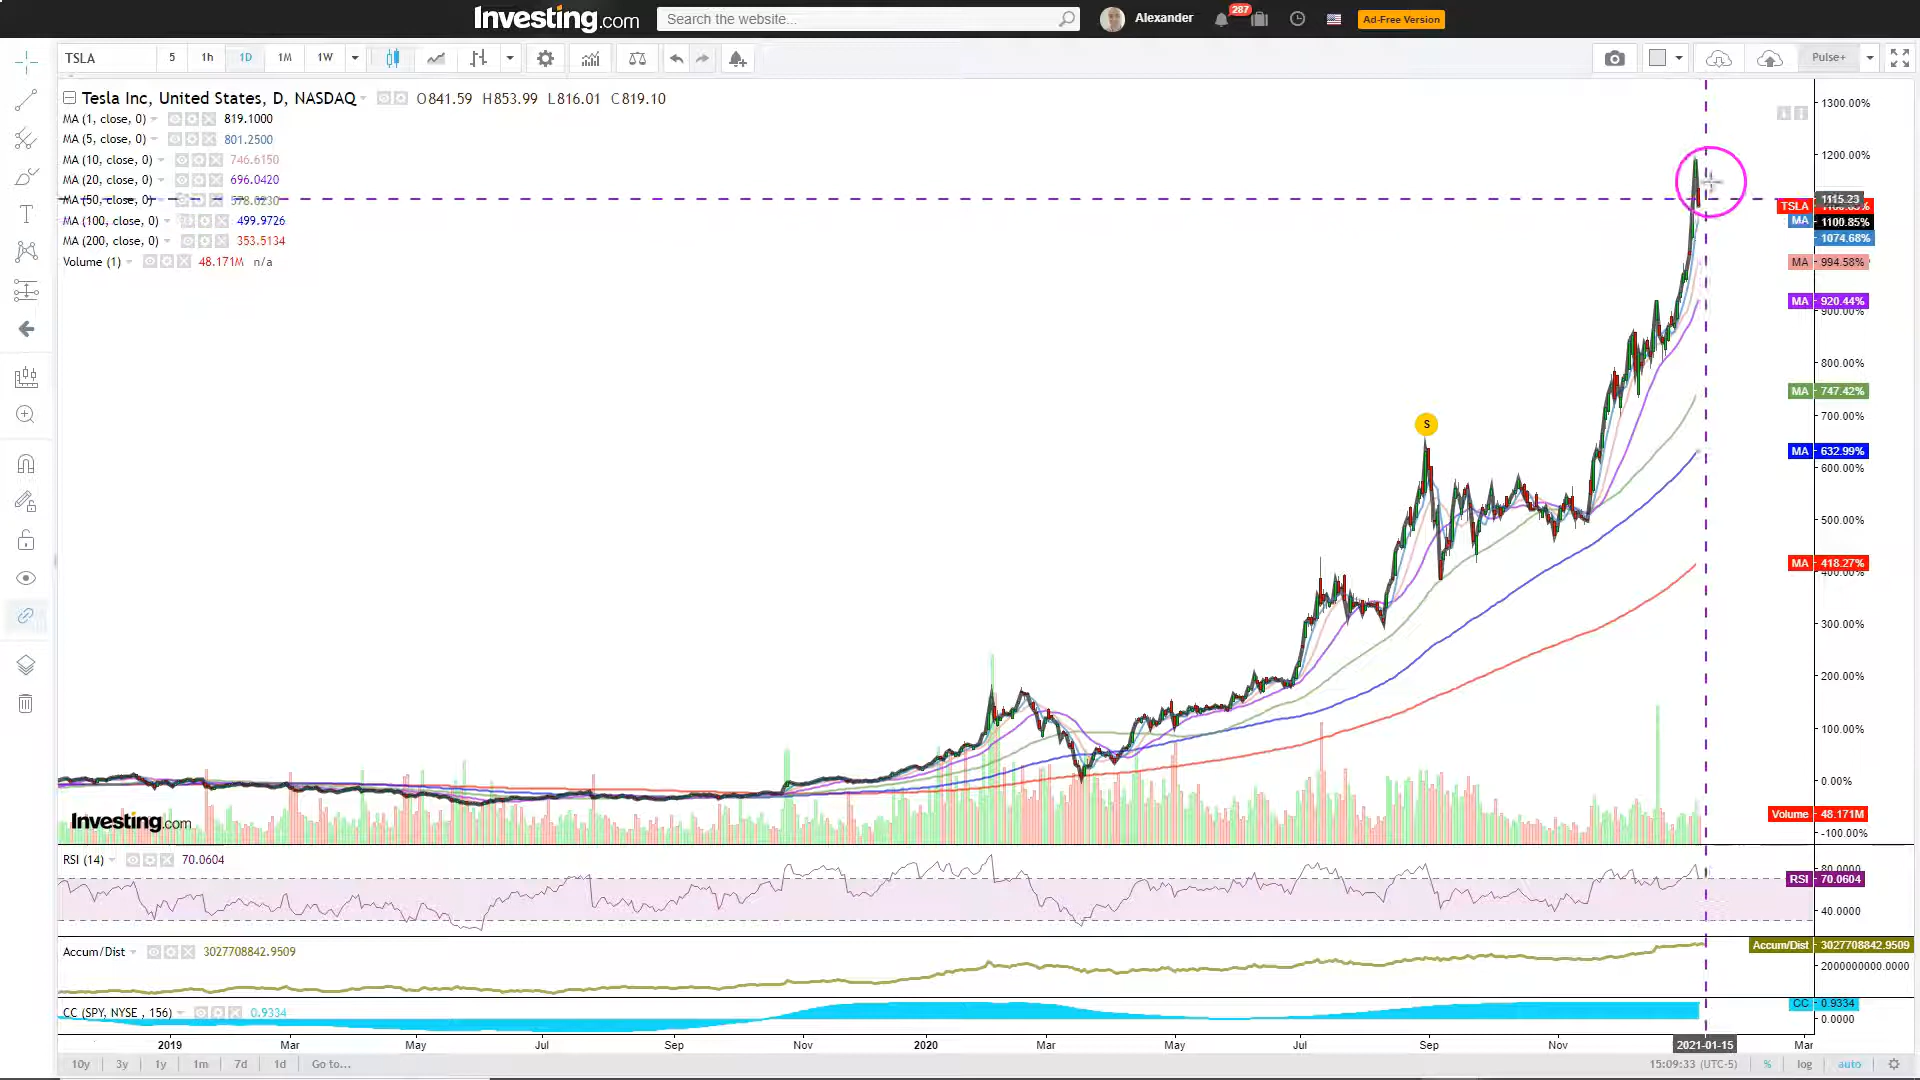 Investing.com
Search the website...
Alexander
287
Ad-Free Version
TSLA
5
1h
1D
1M
1W
Pulse+
Tesla Inc, United States, D, NASDAQ
O841.59 H853.99 L816.01 C819.10
MA (1, close, 0) 819.1000
MA (5, close, 0) 801.2500
MA (10, close, 0) 746.6150
MA (20, close, 0) 696.0420
MA (50, close, 0)
MA (100, close, 0) 499.9726
MA (200, close, 0) 353.5134
Volume (1) 48.171M n/a
S
1300.00%
1200.00%
1115.23
TSLA
MA 1100.85%
1074.68%
MA 994.58%
MA 920.44%
900.00%
800.00%
MA 747.42%
700.00%
MA 632.99%
600.00%
500.00%
MA 418.27%
400.00%
300.00%
200.00%
100.00%
0.00%
Volume 48.171M
-100.00%
Investing.com
RSI (14) 70.0604
80.0000
RSI 70.0604
40.0000
Accum/Dist 3027708842.9509
Accum/Dist 3027708842.9509
2000000000.0000
CC (SPY, NYSE , 156) 0.9334
CC 0.9334
0.0000
2019 Mar May Jul Sep Nov 2020 Mar May Jul Sep Nov 2021-01-15 Mar
10y 3y 1y 1m 7d 1d Go to... 15:09:33 (UTC-5) % log auto